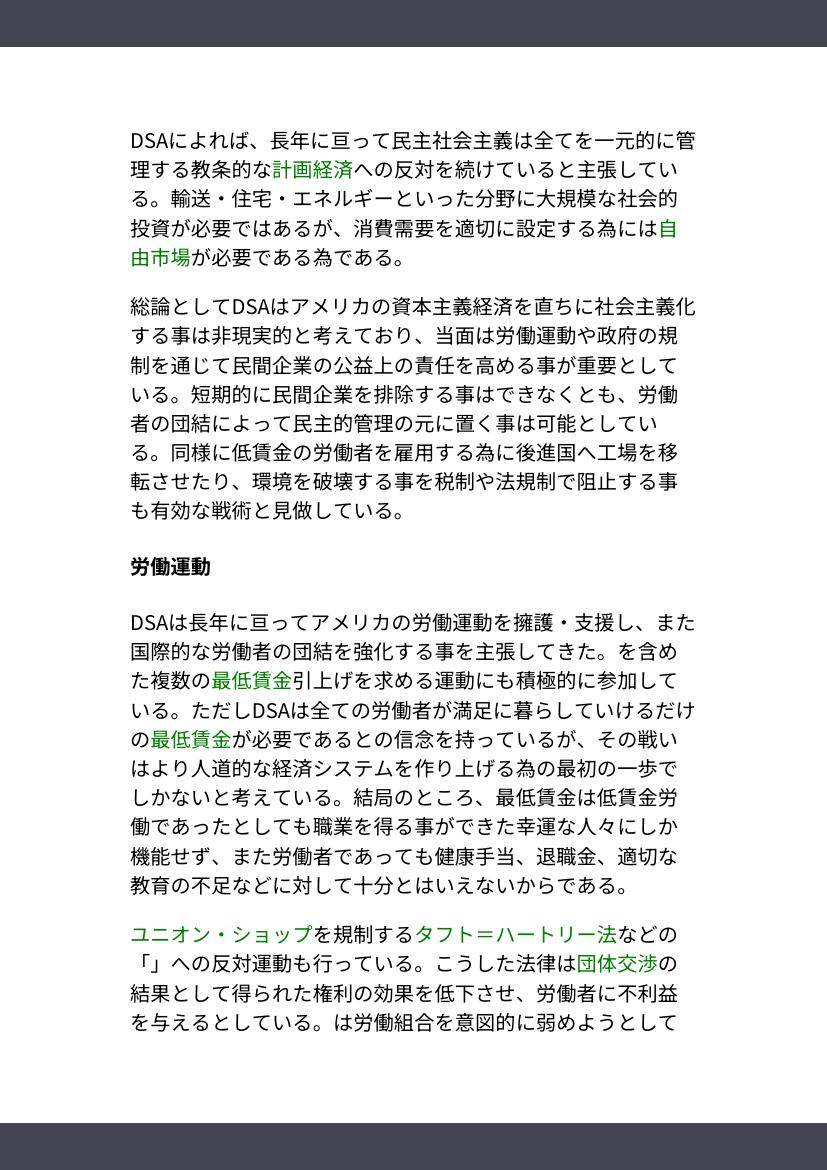 DSAによれば、長年に亘って民主社会主義は全てを一元的に管
理する教条的な計画経済への反対を続けていると主張してい
る。輸送・住宅・エネルギーといった分野に大規模な社会的
投資が必要ではあるが、消費需要を適切に設定する為には自
由市場が必要である為である。
総論としてDSAはアメリカの資本主義経済を直ちに社会主義化
する事は非現実的と考えており、当面は労働運動や政府の規
制を通じて民間企業の公益上の責任を高める事が重要として
いる。短期的に民間企業を排除する事はできなくとも、労働
者の団結によって民主的管理の元に置く事は可能としてい
る。同様に低賃金の労働者を雇用する為に後進国へ工場を移
転させたり、環境を破壊する事を税制や法規制で阻止する事
も有効な戦術と見做している。
労働運動
DSAは長年に亘ってアメリカの労働運動を擁護・支援し、また
国際的な労働者の団結を強化する事を主張してきた。を含め
た複数の最低賃金引上げを求める運動にも積極的に参加して
いる。ただしDSAは全ての労働者が満足に暮らしていけるだけ
の最低賃金が必要であるとの信念を持っているが、その戦い
はより人道的な経済システムを作り上げる為の最初の一歩で
しかないと考えている。結局のところ、最低賃金は低賃金労
働であったとしても職業を得る事ができた幸運な人々にしか
機能せず、また労働者であっても健康手当、退職金、適切な
教育の不足などに対して十分とはいえないからである。
ユニオン・ショップを規制するタフト＝ハートリー法などの
「」への反対運動も行っている。こうした法律は団体交渉の
結果として得られた権利の効果を低下させ、労働者に不利益
を与えるとしている。は労働組合を意図的に弱めようとして